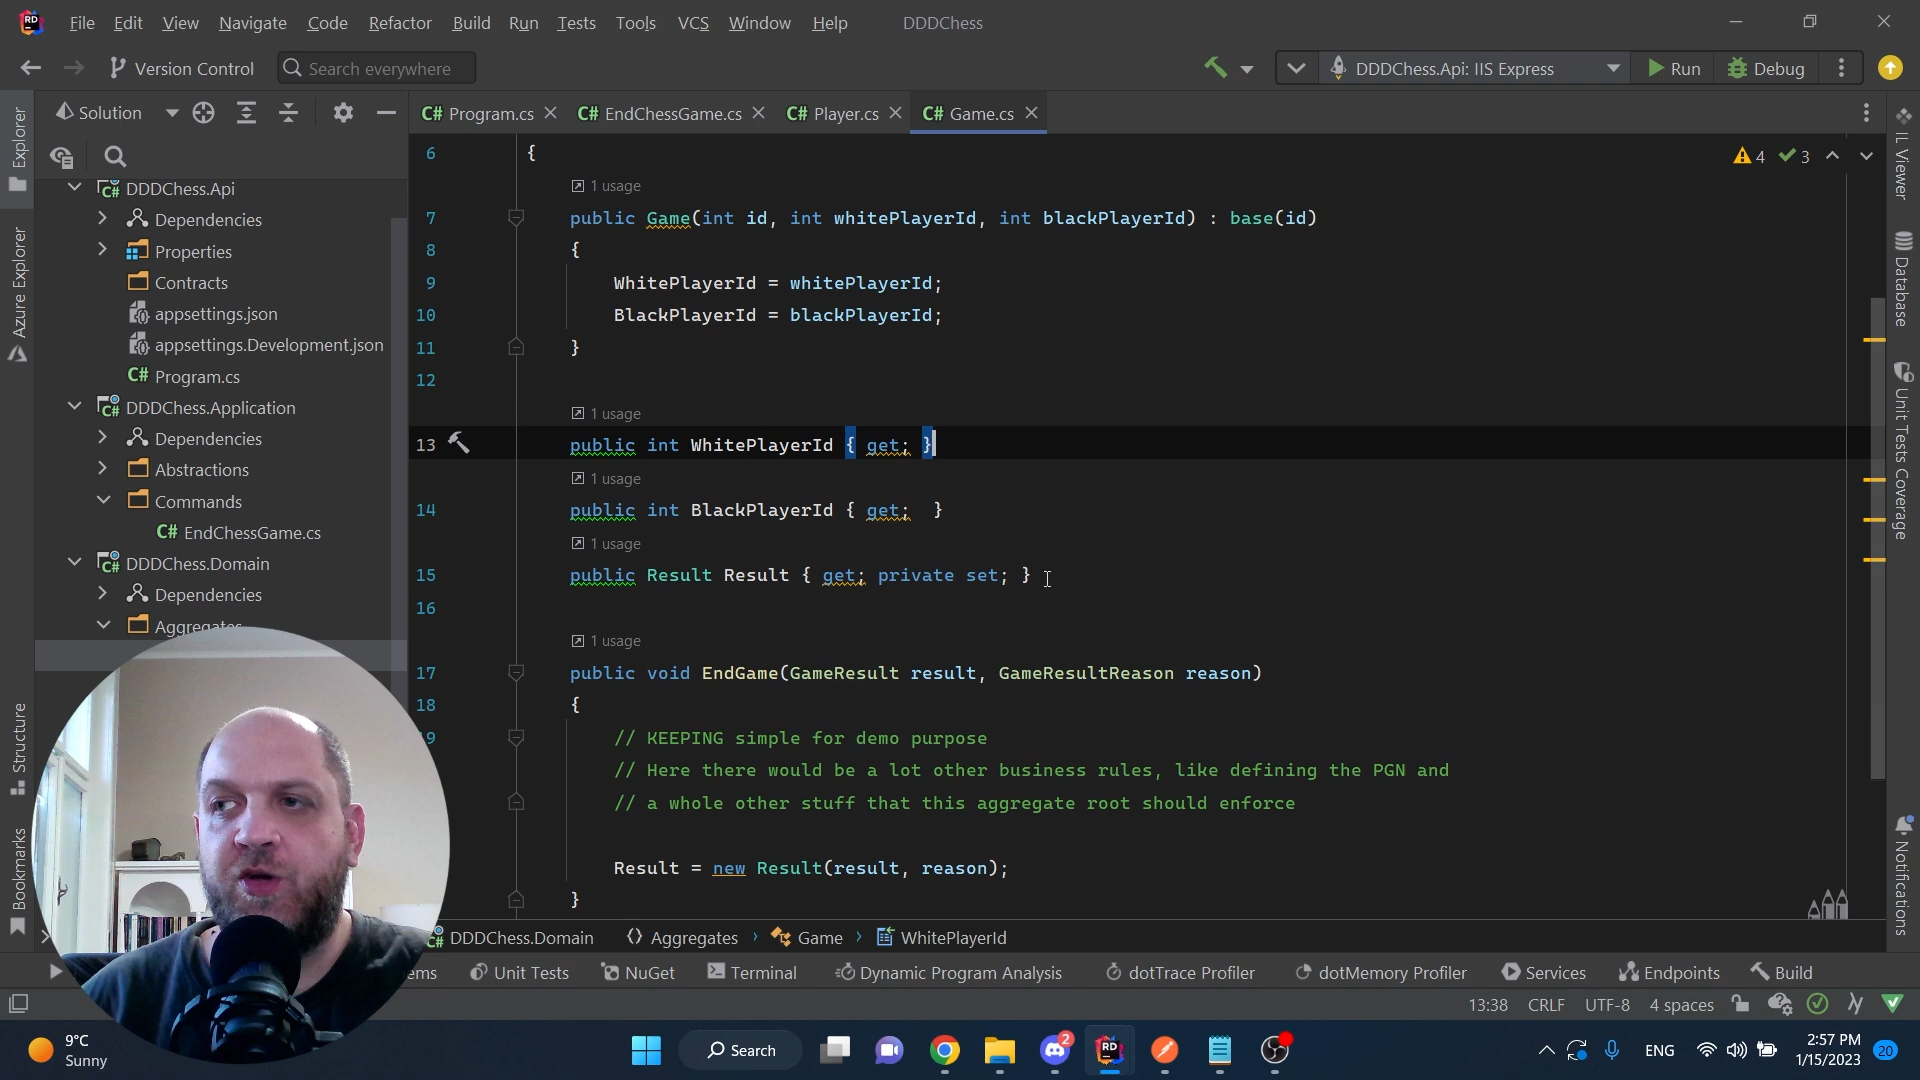 RD File Edit View Navigate Code Refactor Build Run Tests Tools VCS Window Help DDDChess
Version Control Search everywhere DDDChess.Api: IIS Express Run Debug
Solution C# Program.cs C# EndChessGame.cs C# Player.cs C# Game.cs
Explorer
Azure Explorer
Structure
Bookmarks
DDDChess.Api
Dependencies
Properties
Contracts
appsettings.json
appsettings.Development.json
C# Program.cs
DDDChess.Application
Dependencies
Abstractions
Commands
C# EndChessGame.cs
DDDChess.Domain
Dependencies
Aggregates
4 3
6 {
1 usage
7 public Game(int id, int whitePlayerId, int blackPlayerId) : base(id)
8 {
9 WhitePlayerId = whitePlayerId;
10 BlackPlayerId = blackPlayerId;
11 }
12
1 usage
13 public int WhitePlayerId { get; }
1 usage
14 public int BlackPlayerId { get;  }
1 usage
15 public Result Result { get; private set; }
16
1 usage
17 public void EndGame(GameResult result, GameResultReason reason)
18 {
9 // KEEPING simple for demo purpose
// Here there would be a lot other business rules, like defining the PGN and
// a whole other stuff that this aggregate root should enforce
Result = new Result(result, reason);
}
IL Viewer
Database
Unit Tests Coverage
Notifications
DDDChess.Domain Aggregates Game WhitePlayerId
ems Unit Tests NuGet Terminal Dynamic Program Analysis dotTrace Profiler dotMemory Profiler Services Endpoints Build
13:38 CRLF UTF-8 4 spaces
9°C
Sunny
Search
2
RD
ENG
2:57 PM
1/15/2023
20